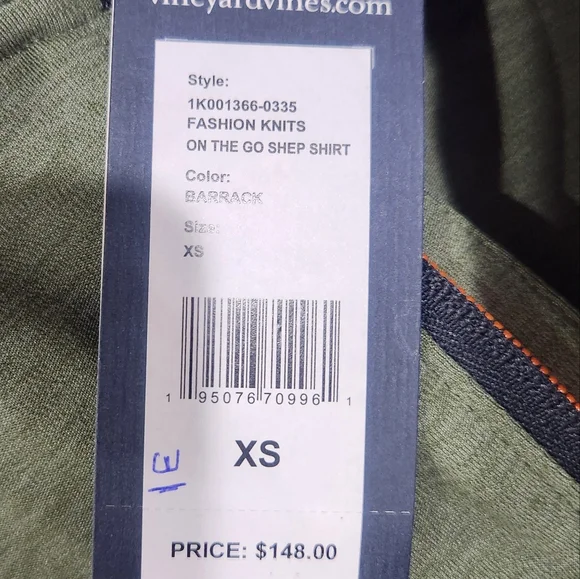 vineyardvines.com
Style:
1K001366-0335
FASHION KNITS
ON THE GO SHEP SHIRT
Color:
BARRACK
Size:
XS
1 95076 70996 1
XS
31
PRICE: $148.00